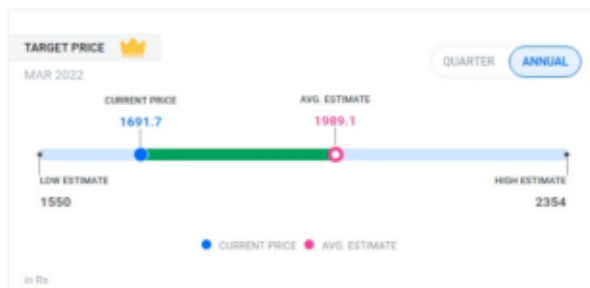 TARGET PRICE
QUARTER ANNUAL
MAR 2022
CURRENT PRICE AVG. ESTIMATE
1691.7 1989.1
LOW ESTIMATE HIGH ESTIMATE
1550 2354
CURRENT PRICE AVG. ESTIMATE
in Rs